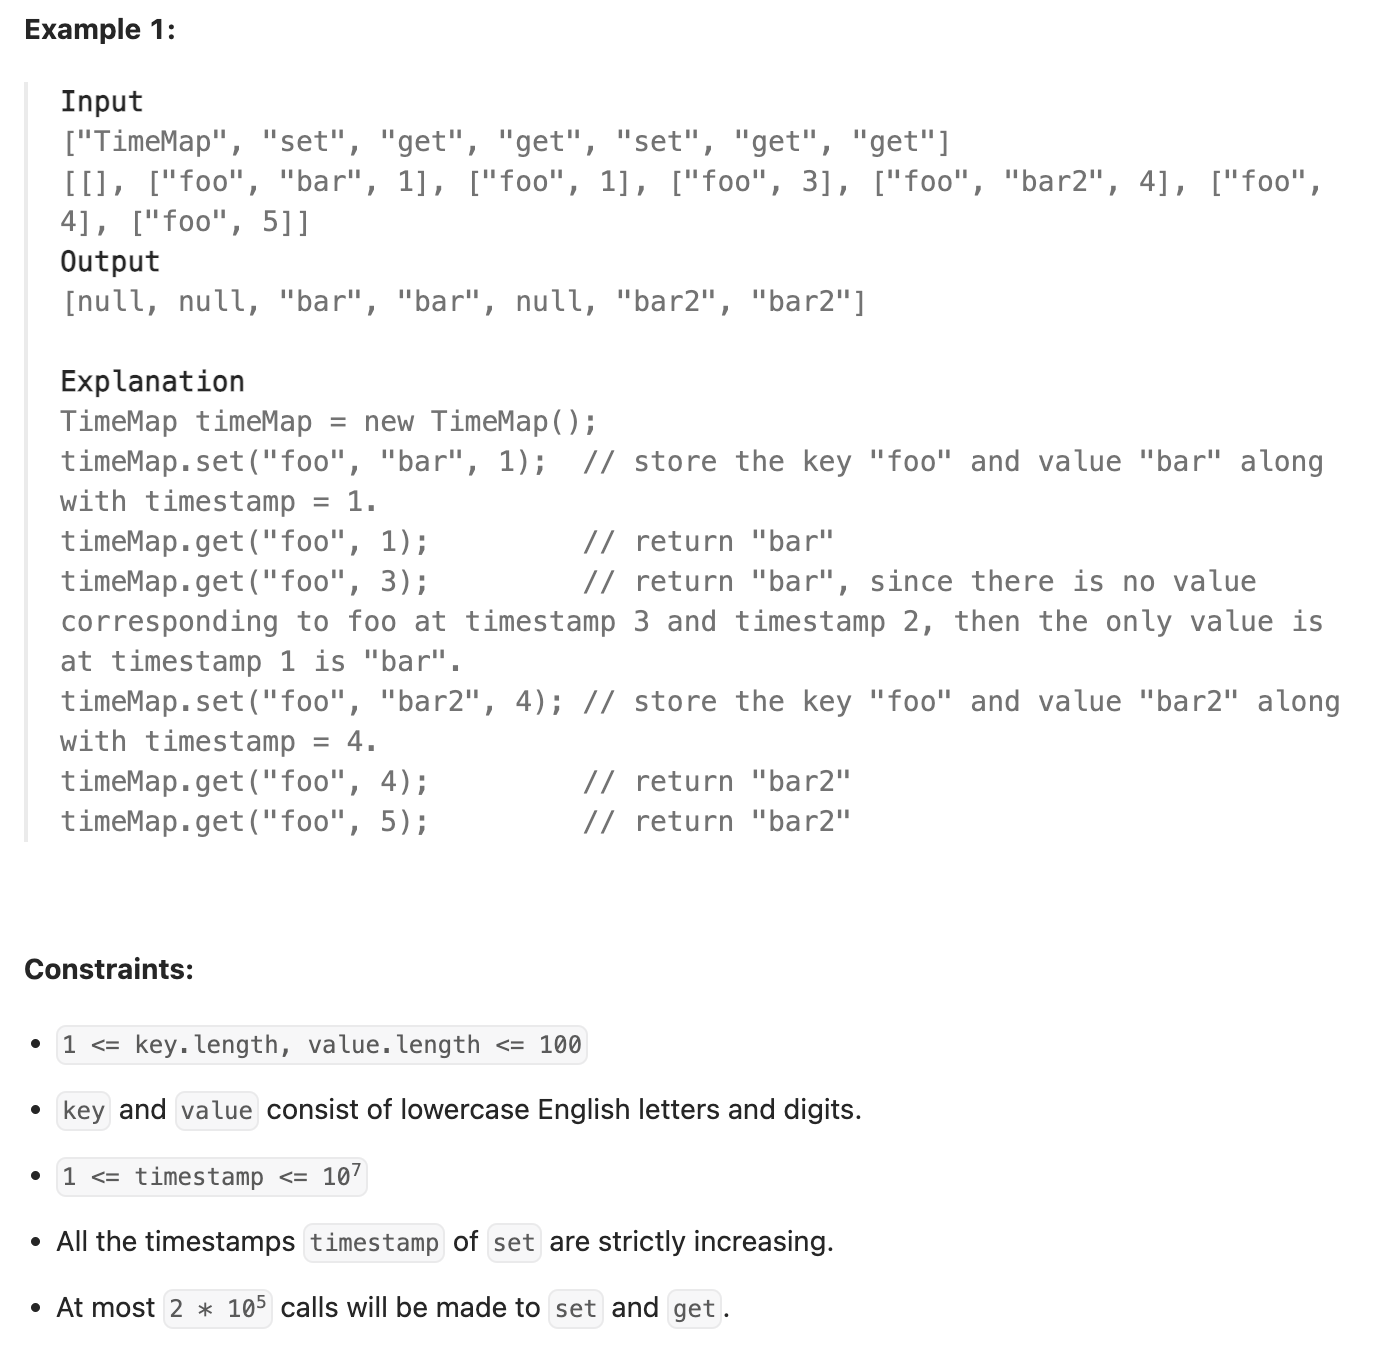 Example 1:
Input
["TimeMap", "set", "get", "get", "set", "get", "get"]
[[], ["foo", "bar", 1], ["foo", 1], ["foo", 3], ["foo", "bar2", 4], ["foo",
4], ["foo", 5]]
Output
[null, null, "bar", "bar", null, "bar2", "bar2"]
Explanation
TimeMap timeMap = new TimeMap();
timeMap.set("foo", "bar", 1);  // store the key "foo" and value "bar" along
with timestamp = 1.
timeMap.get("foo", 1);         // return "bar"
timeMap.get("foo", 3);         // return "bar", since there is no value
corresponding to foo at timestamp 3 and timestamp 2, then the only value is
at timestamp 1 is "bar".
timeMap.set("foo", "bar2", 4); // store the key "foo" and value "bar2" along
with timestamp = 4.
timeMap.get("foo", 4);         // return "bar2"
timeMap.get("foo", 5);         // return "bar2"
Constraints:
• 1 <= key.length, value.length <= 100
• key and value consist of lowercase English letters and digits.
• 1 <= timestamp <= 10⁷
• All the timestamps timestamp of set are strictly increasing.
• At most 2 * 10⁵ calls will be made to set and get.